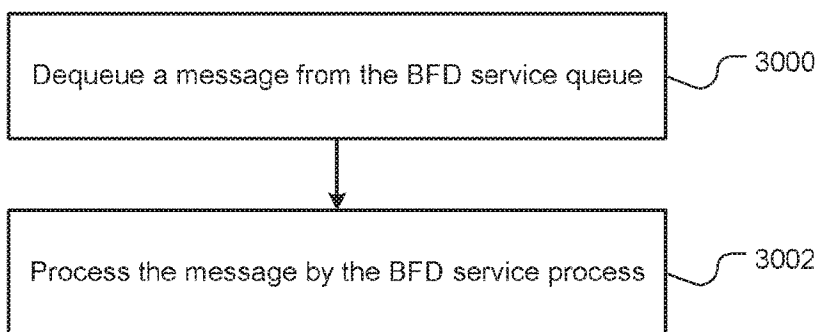 Dequeue a message from the BFD service queue
3000
Process the message by the BFD service process
3002